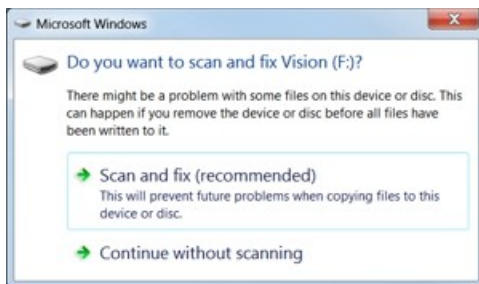 Microsoft Windows
Do you want to scan and fix Vision (F:)?
There might be a problem with some files on this device or disc. This
can happen if you remove the device or disc before all files have
been written to it.
Scan and fix (recommended)
This will prevent future problems when copying files to this
device or disc.
Continue without scanning